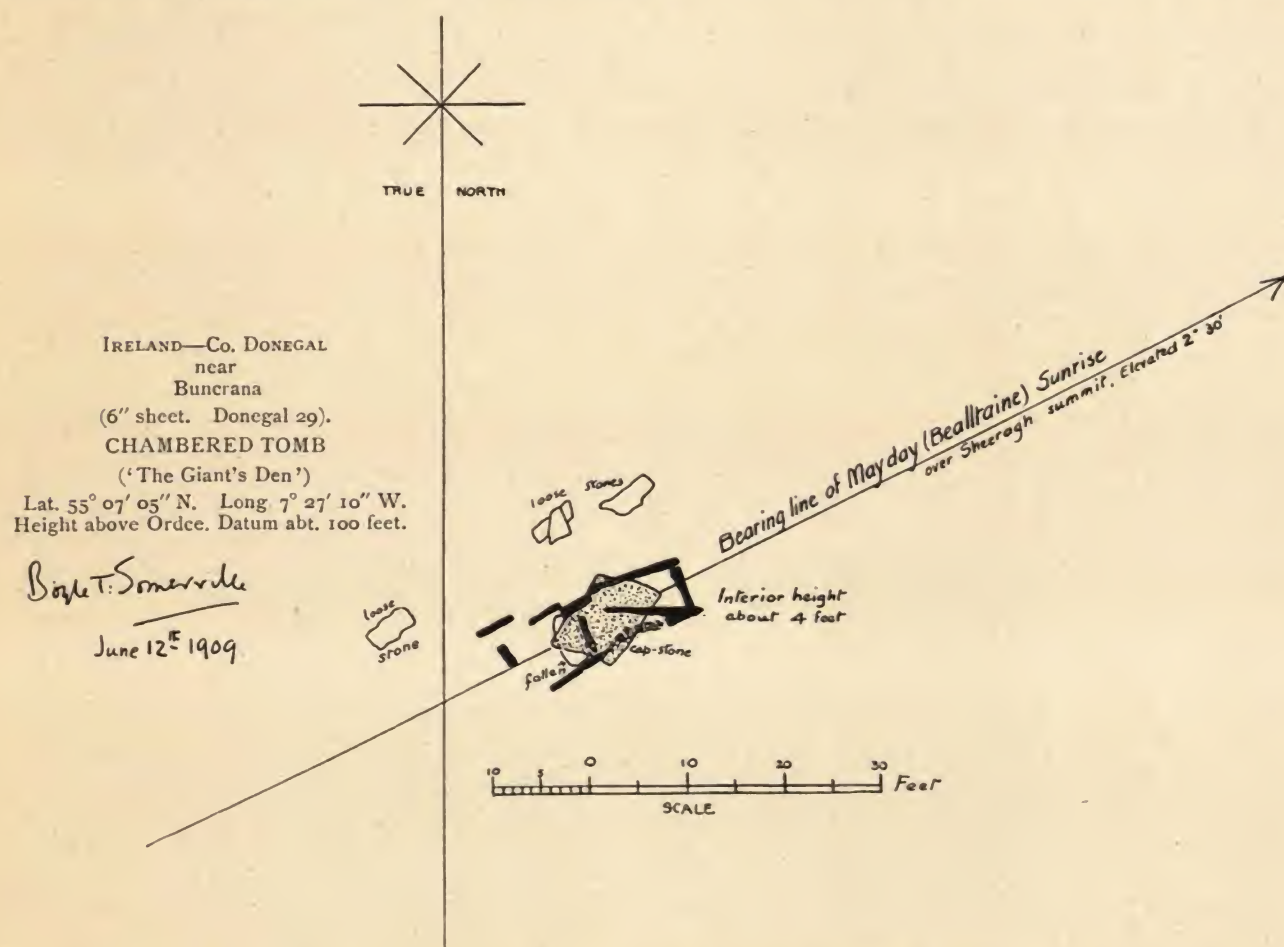 TRUE NORTH
IRELAND—Co. DONEGAL
near
Buncrana
(6" sheet. Donegal 29).
CHAMBERED TOMB
('The Giant's Den')
Lat. 55° 07' 05" N. Long 7° 27' 10" W.
Height above Ordce. Datum abt. 100 feet.
Boyle T. Somerville
June 12th 1909
Bearing line of Mayday (Bealltaine) Sunrise
over Sheeragh summit. Elevated 2° 30'
loose stones
loose
stone
Interior height
about 4 feet
cap-stone
fallen
10 5 0 10 20 30 Feet
SCALE